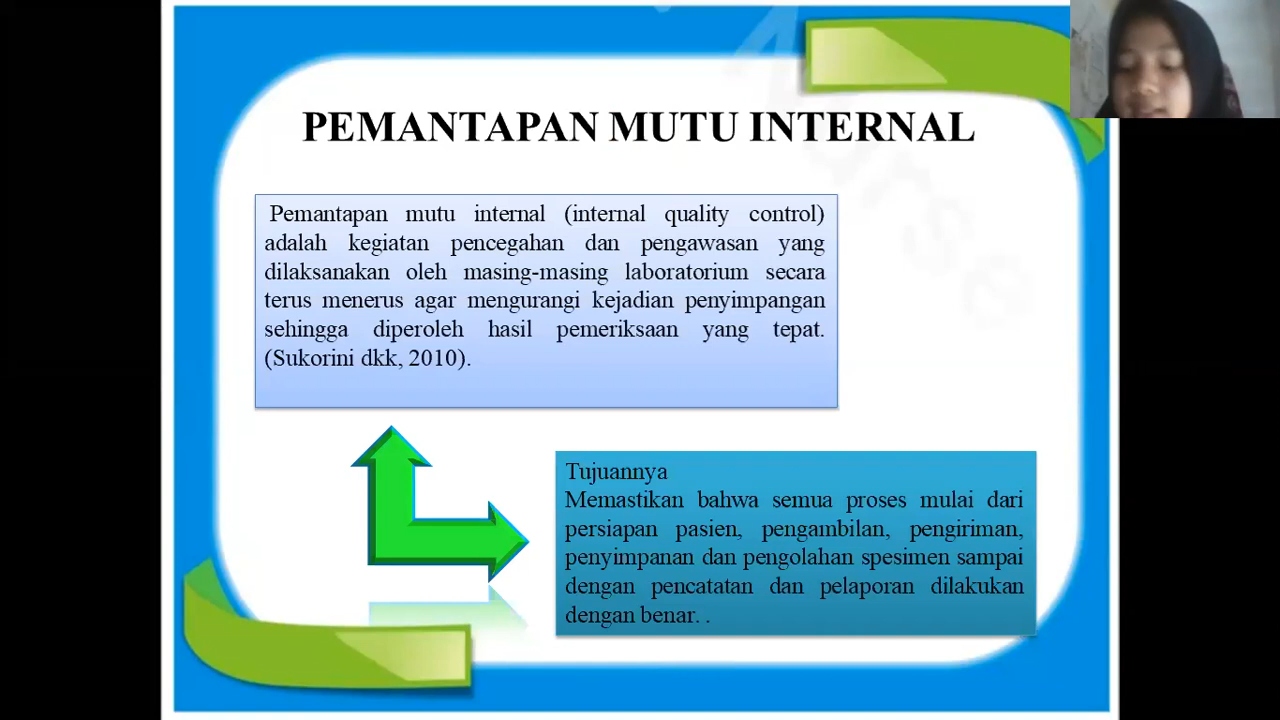 PEMANTAPAN MUTU INTERNAL
Pemantapan mutu internal (internal quality control)
adalah kegiatan pencegahan dan pengawasan yang
dilaksanakan oleh masing-masing laboratorium secara
terus menerus agar mengurangi kejadian penyimpangan
sehingga diperoleh hasil pemeriksaan yang tepat.
(Sukorini dkk, 2010).
Tujuannya
Memastikan bahwa semua proses mulai dari
persiapan pasien, pengambilan, pengiriman,
penyimpanan dan pengolahan spesimen sampai
dengan pencatatan dan pelaporan dilakukan
dengan benar. .